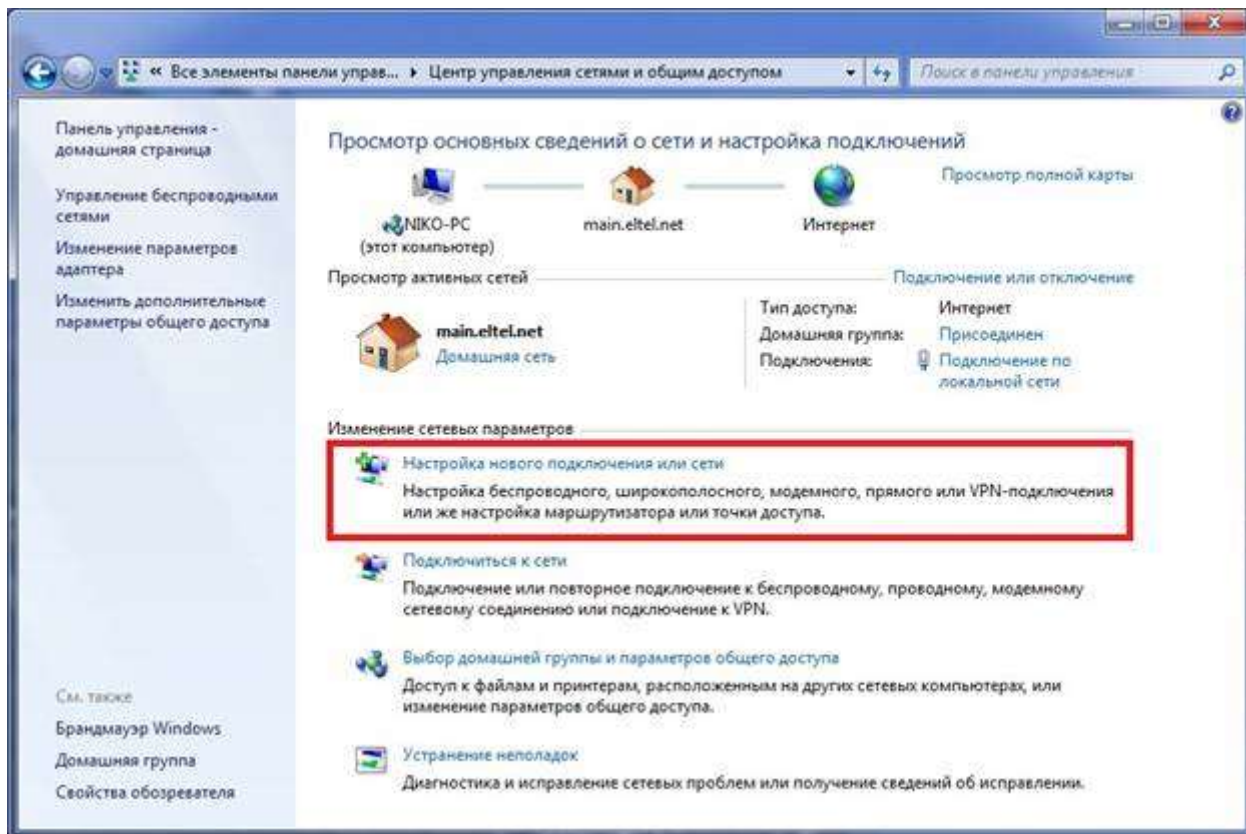 « Все элементы панели управ... ▸ Центр управления сетями и общим доступом
Поиск в панели управления
Панель управления -
домашняя страница
Управление беспроводными
сетями
Изменение параметров
адаптера
Изменить дополнительные
параметры общего доступа
См. также
Брандмауэр Windows
Домашняя группа
Свойства обозревателя
Просмотр основных сведений о сети и настройка подключений
Просмотр полной карты
NIKO-PC
(этот компьютер)
main.eltel.net
Интернет
Просмотр активных сетей
Подключение или отключение
main.eltel.net
Домашняя сеть
Тип доступа: Интернет
Домашняя группа: Присоединен
Подключения: Подключение по
локальной сети
Изменение сетевых параметров
Настройка нового подключения или сети
Настройка беспроводного, широкополосного, модемного, прямого или VPN-подключения
или же настройка маршрутизатора или точки доступа.
Подключиться к сети
Подключение или повторное подключение к беспроводному, проводному, модемному
сетевому соединению или подключение к VPN.
Выбор домашней группы и параметров общего доступа
Доступ к файлам и принтерам, расположенным на других сетевых компьютерах, или
изменение параметров общего доступа.
Устранение неполадок
Диагностика и исправление сетевых проблем или получение сведений об исправлении.